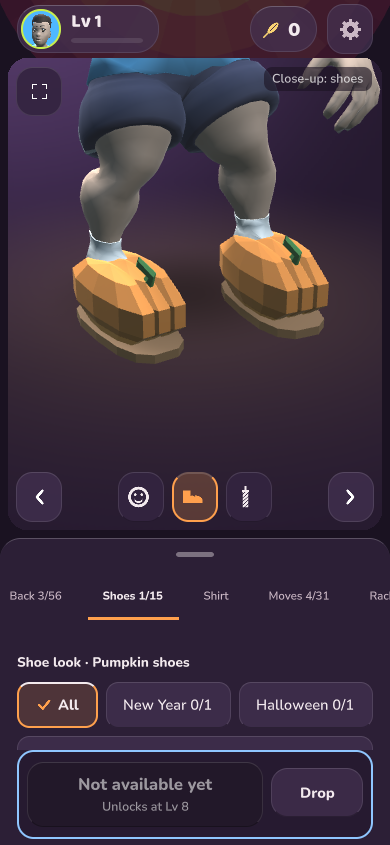 Lv 1
0
Close-up: shoes
Back 3/56
Shoes 1/15
Shirt
Moves 4/31
Shoe look · Pumpkin shoes
All
New Year 0/1
Halloween 0/1
Not available yet
Unlocks at Lv 8
Drop